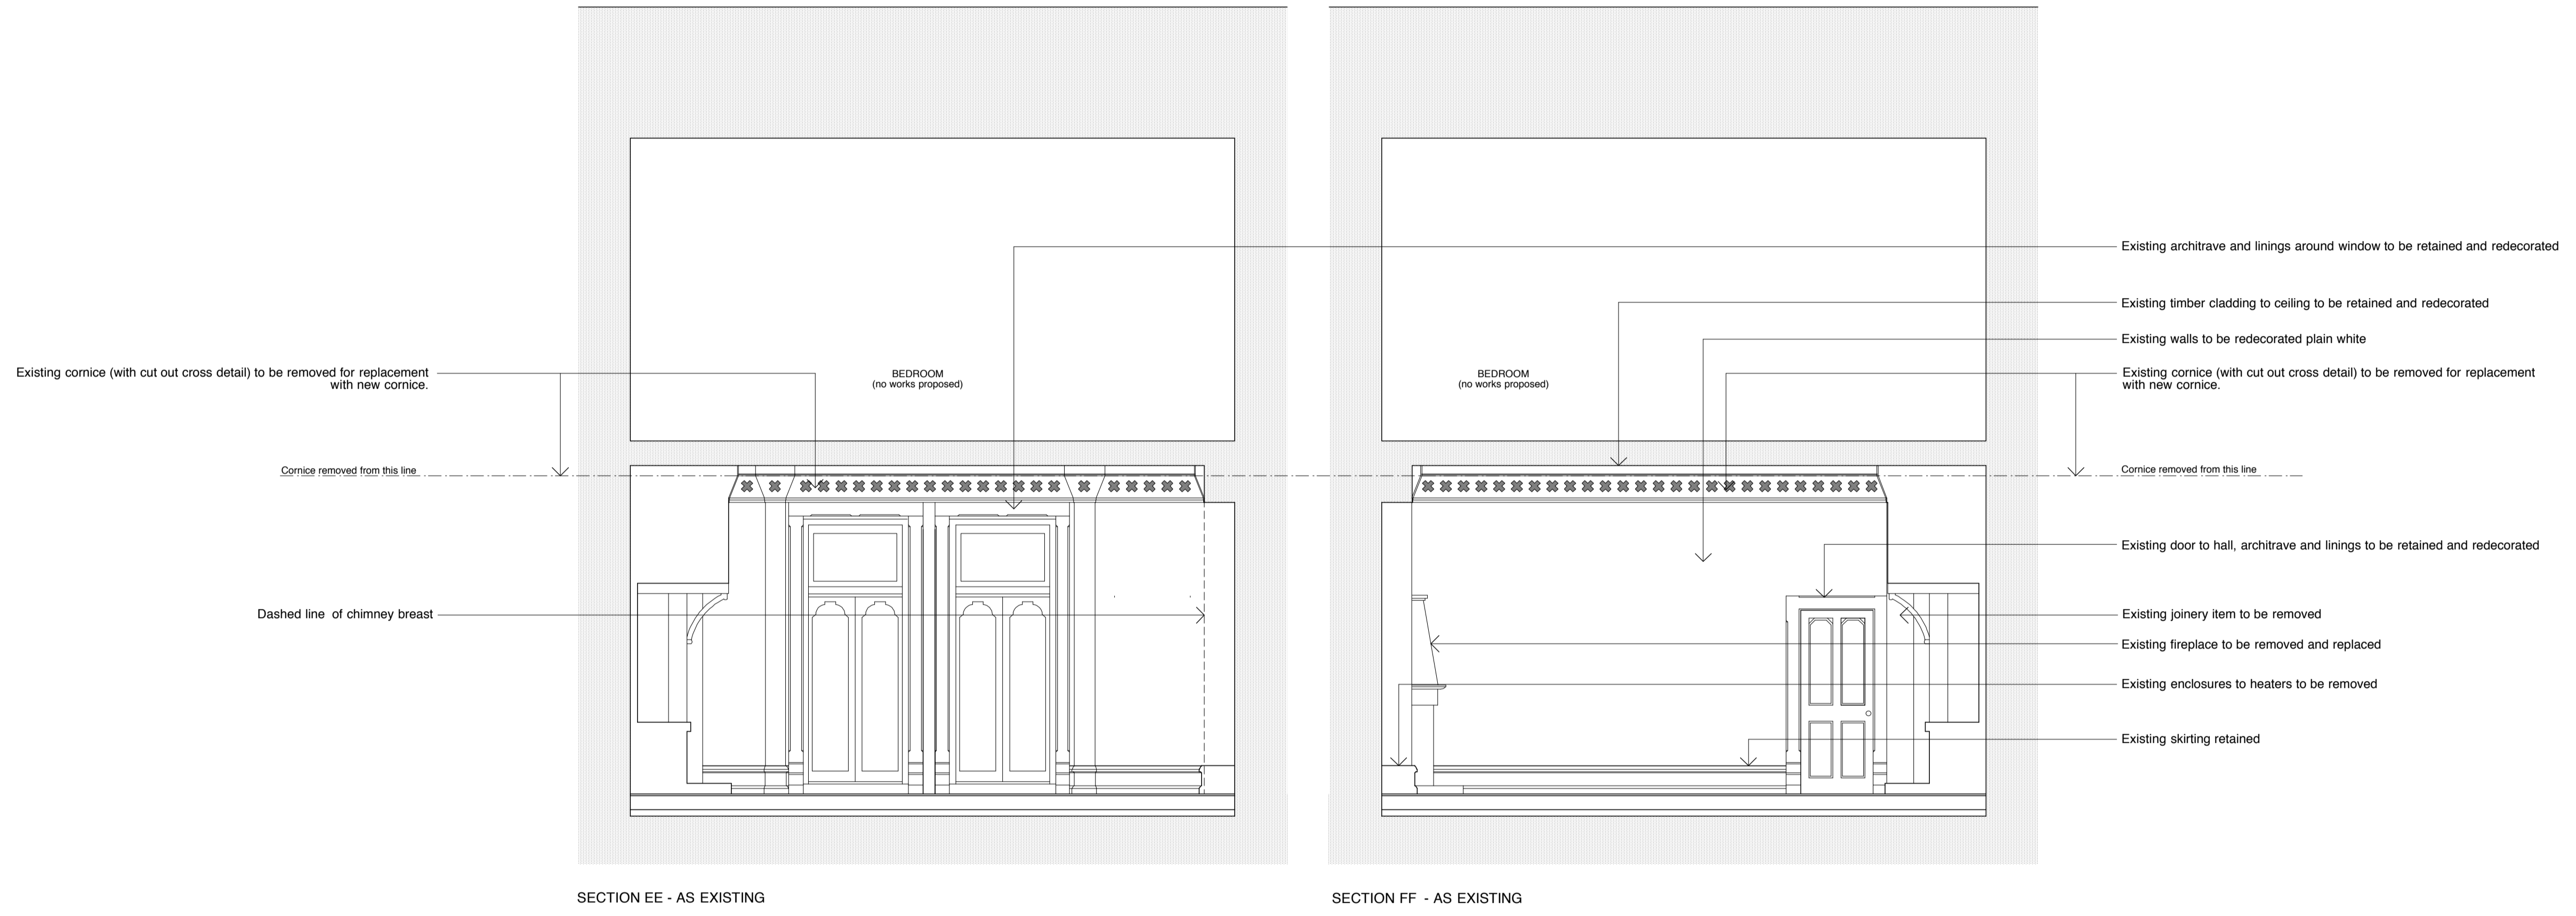 Existing architrave and linings around window to be retained and redecorated
Existing timber cladding to ceiling to be retained and redecorated
Existing walls to be redecorated plain white
Existing cornice (with cut out cross detail) to be removed for replacement
with new cornice.
BEDROOM
(no works proposed)
BEDROOM
(no works proposed)
Existing cornice (with cut out cross detail) to be removed for replacement
with new cornice.
Cornice removed from this line
Cornice removed from this line
Existing door to hall, architrave and linings to be retained and redecorated
Dashed line of chimney breast
Existing joinery item to be removed
Existing fireplace to be removed and replaced
Existing enclosures to heaters to be removed
Existing skirting retained
SECTION EE - AS EXISTING
SECTION FF - AS EXISTING